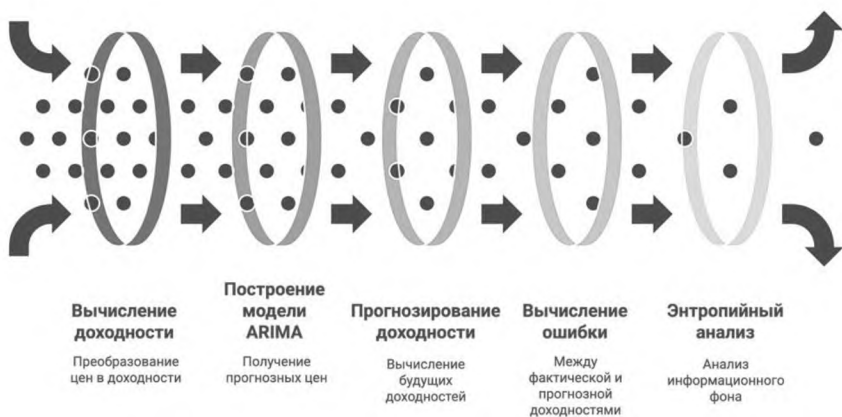 Вычисление
доходности
Преобразование
цен в доходности
Построение
модели
ARIMA
Получение
прогнозных цен
Прогнозирование
доходности
Вычисление
будущих
доходностей
Вычисление
ошибки
Между
фактической и
прогнозной
доходностями
Энтропийный
анализ
Анализ
информационного
фона